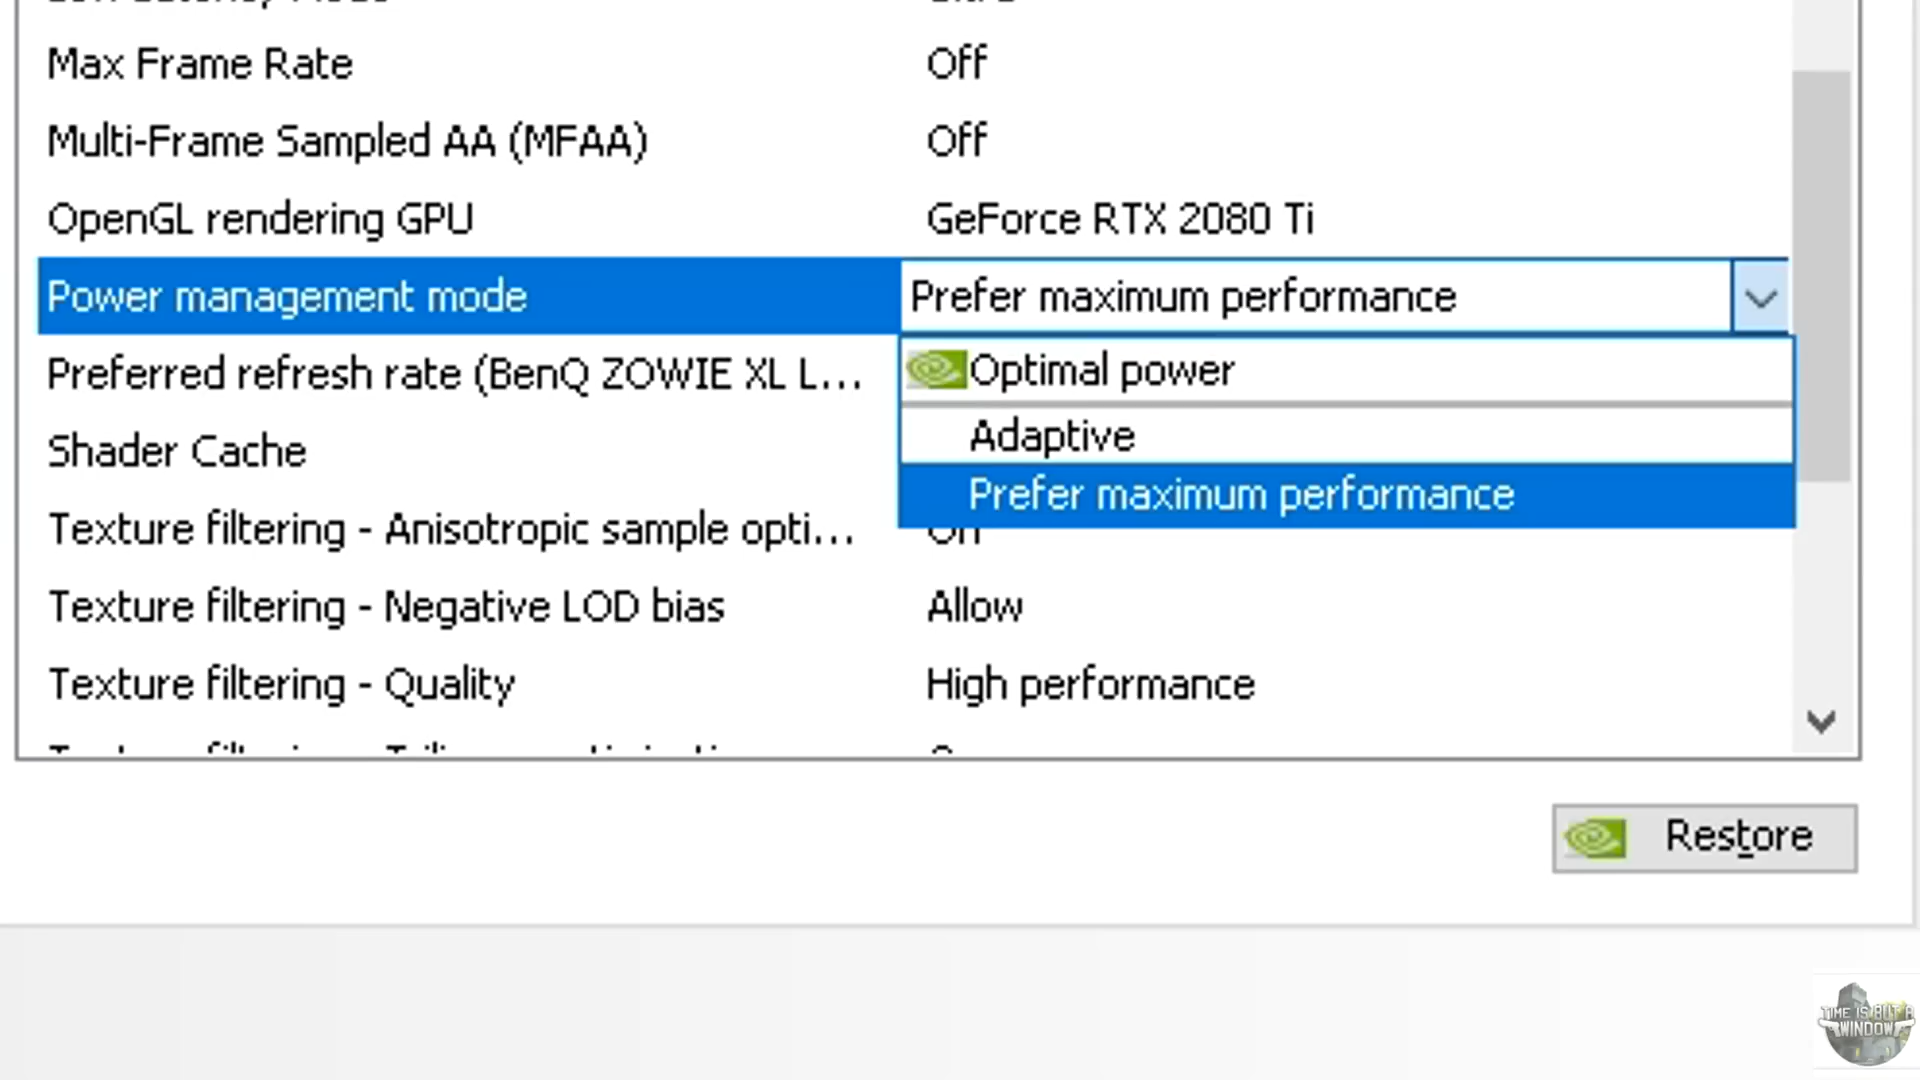 Max Frame Rate Off
Multi-Frame Sampled AA (MFAA) Off
OpenGL rendering GPU GeForce RTX 2080 Ti
Power management mode Prefer maximum performance
Optimal power
Preferred refresh rate (BenQ ZOWIE XL L...
Adaptive
Shader Cache
Prefer maximum performance
Texture filtering - Anisotropic sample opti... On
Texture filtering - Negative LOD bias Allow
Texture filtering - Quality High performance
Restore
TIME IS BUT A
WINDOW